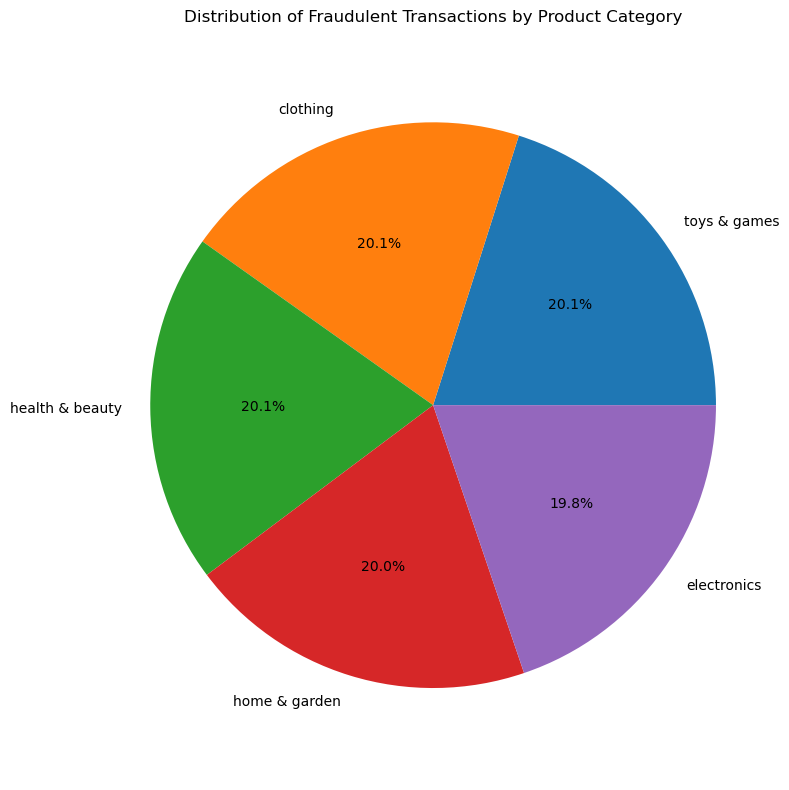 Distribution of Fraudulent Transactions by Product Category
clothing
toys & games
20.1%
20.1%
health & beauty
20.1%
19.8%
20.0%
electronics
home & garden